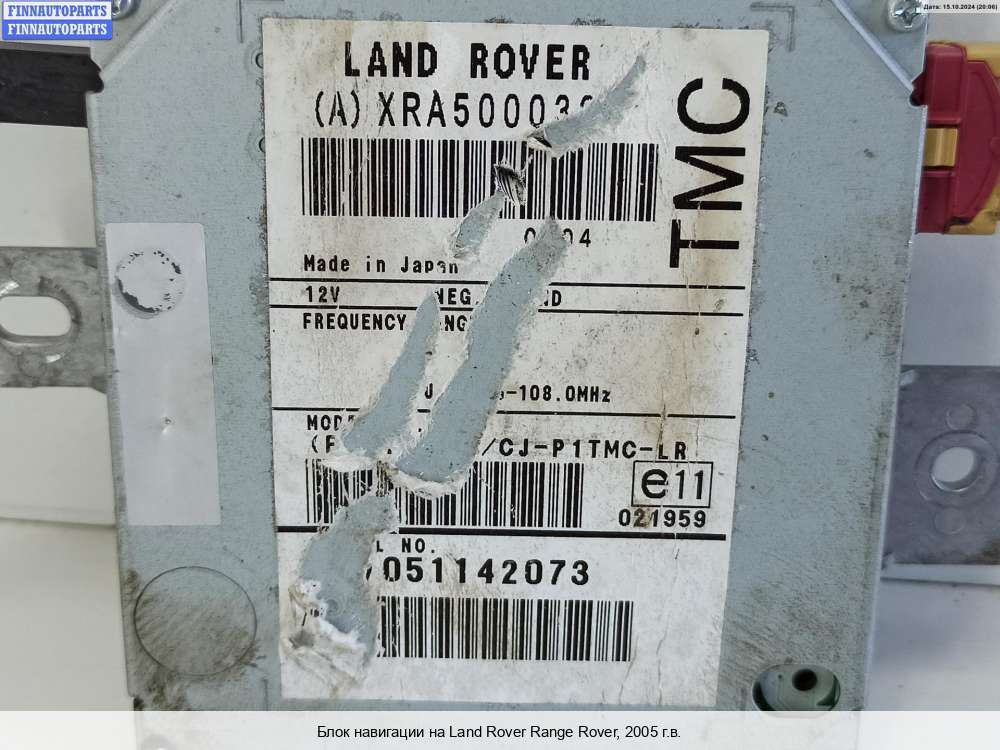 FINNAUTOPARTS
FINNAUTOPARTS
Дата: 15.10.2024 (20:06)
LAND ROVER
(A) XRA50003
TMC
04
Made in Japan
12V NEG.
FREQUENCY
-108.0MHz
/CJ-P1TMC-LR
e11
021959
NO.
051142073
Блок навигации на Land Rover Range Rover, 2005 г.в.